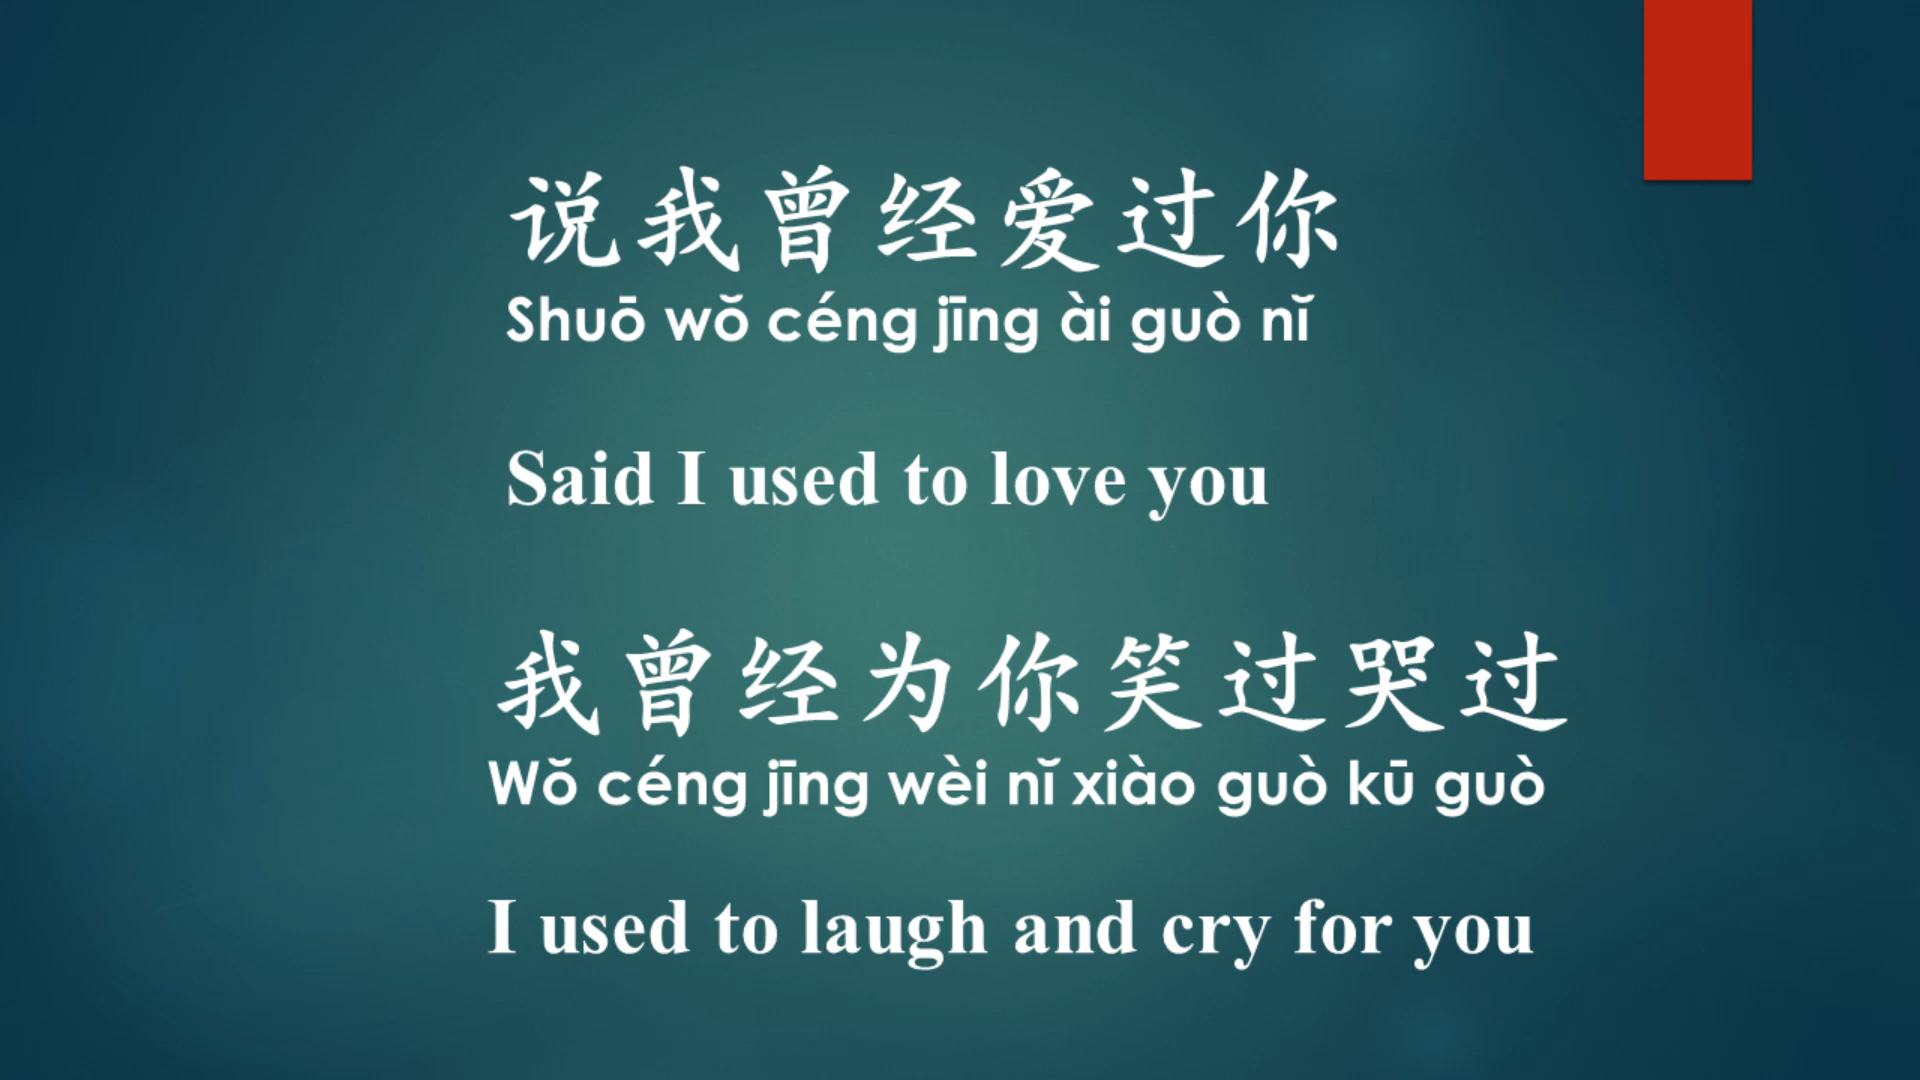 说我曾经爱过你
Shuō wǒ céng jīng ài guò nǐ
Said I used to love you
我曾经为你笑过哭过
Wǒ céng jīng wèi nǐ xiào guò kū guò
I used to laugh and cry for you